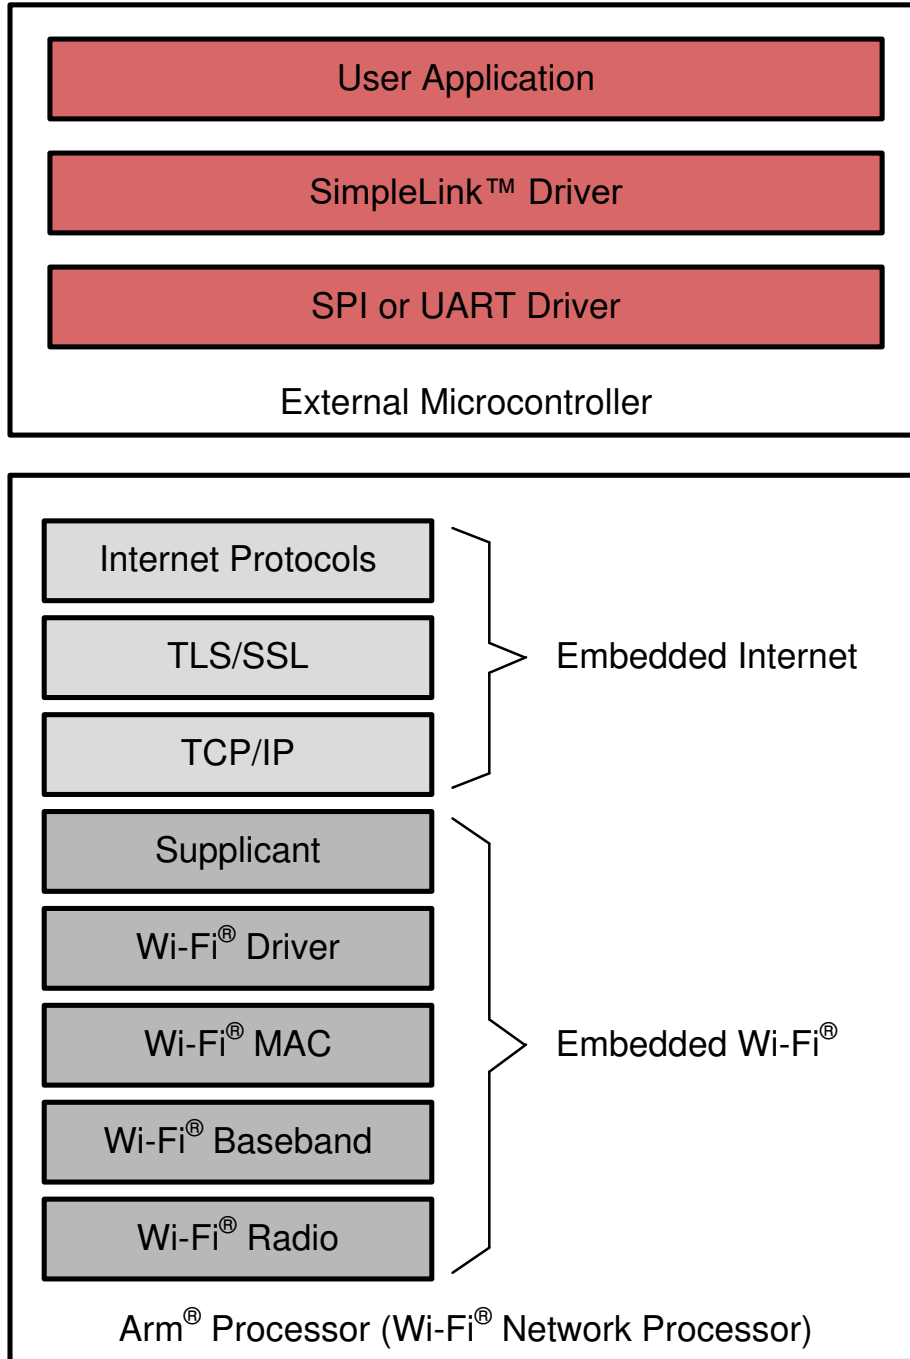 User Application
SimpleLink™ Driver
SPI or UART Driver
External Microcontroller
Internet Protocols
TLS/SSL
TCP/IP
Embedded Internet
Supplicant
Wi-Fi® Driver
Wi-Fi® MAC
Wi-Fi® Baseband
Wi-Fi® Radio
Embedded Wi-Fi®
Arm® Processor (Wi-Fi® Network Processor)